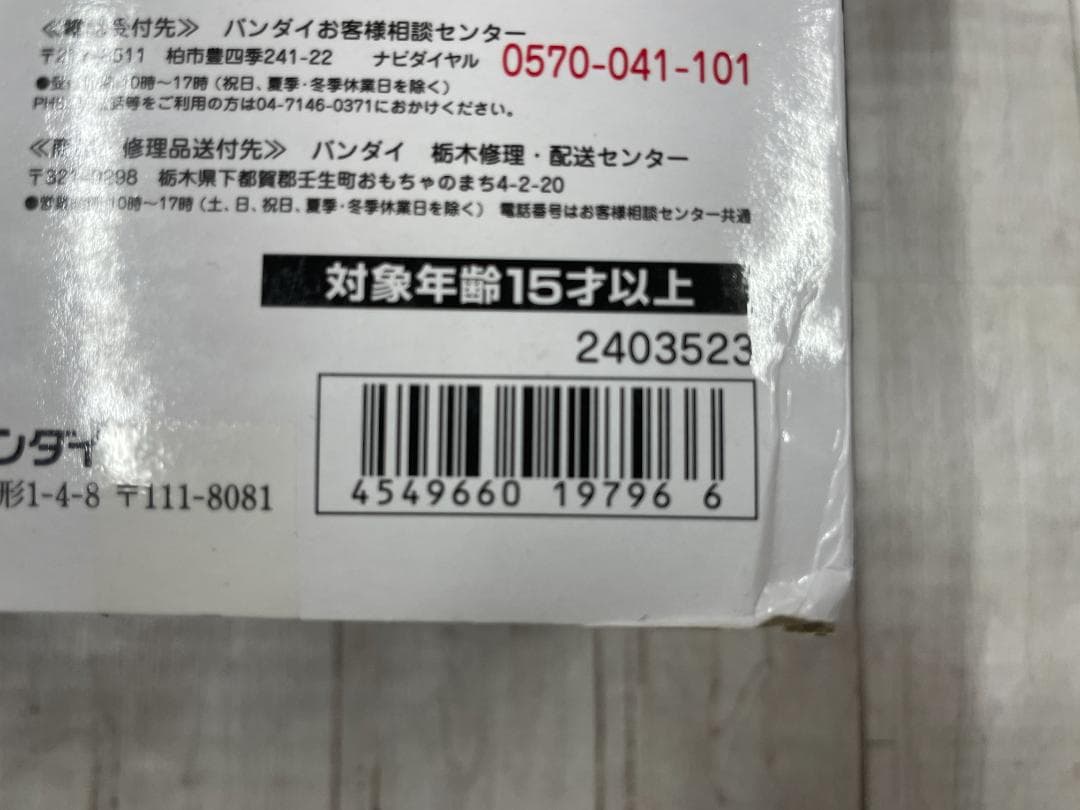 受付先≫ バンダイお客様相談センター
柏市豊四季241-22 ナビダイヤル 0570-041-101
10時〜17時（祝日、夏季・冬季休業日を除く）
等をご利用の方は04-7146-0371におかけください。
修理品送付先≫ バンダイ 栃木修理・配送センター
栃木県下都賀郡壬生町おもちゃのまち4-2-20
10時〜17時（土、日、祝日、夏季・冬季休業日を除く） 電話番号はお客様相談センター共通
対象年齢15才以上
2403523
ンダイ
形1-4-8 〒111-8081
4549660 197966